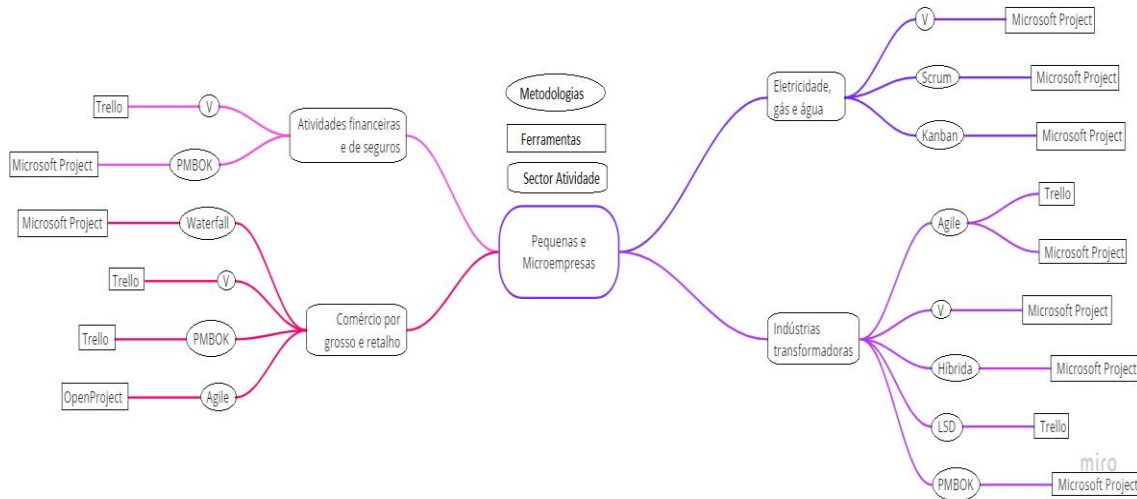 Trello
V
Microsoft Project
PMBOK
Atividades financeiras
e de seguros
Microsoft Project
Waterfall
Trello
V
Trello
PMBOK
OpenProject
Agile
Comércio por
grosso e retalho
Metodologias
Ferramentas
Sector Atividade
Pequenas e
Microempresas
Eletricidade,
gás e água
V
Microsoft Project
Scrum
Microsoft Project
Kanban
Microsoft Project
Indústrias
transformadoras
Agile
Trello
Microsoft Project
V
Microsoft Project
Híbrida
Microsoft Project
LSD
Trello
PMBOK
Microsoft Project
miro